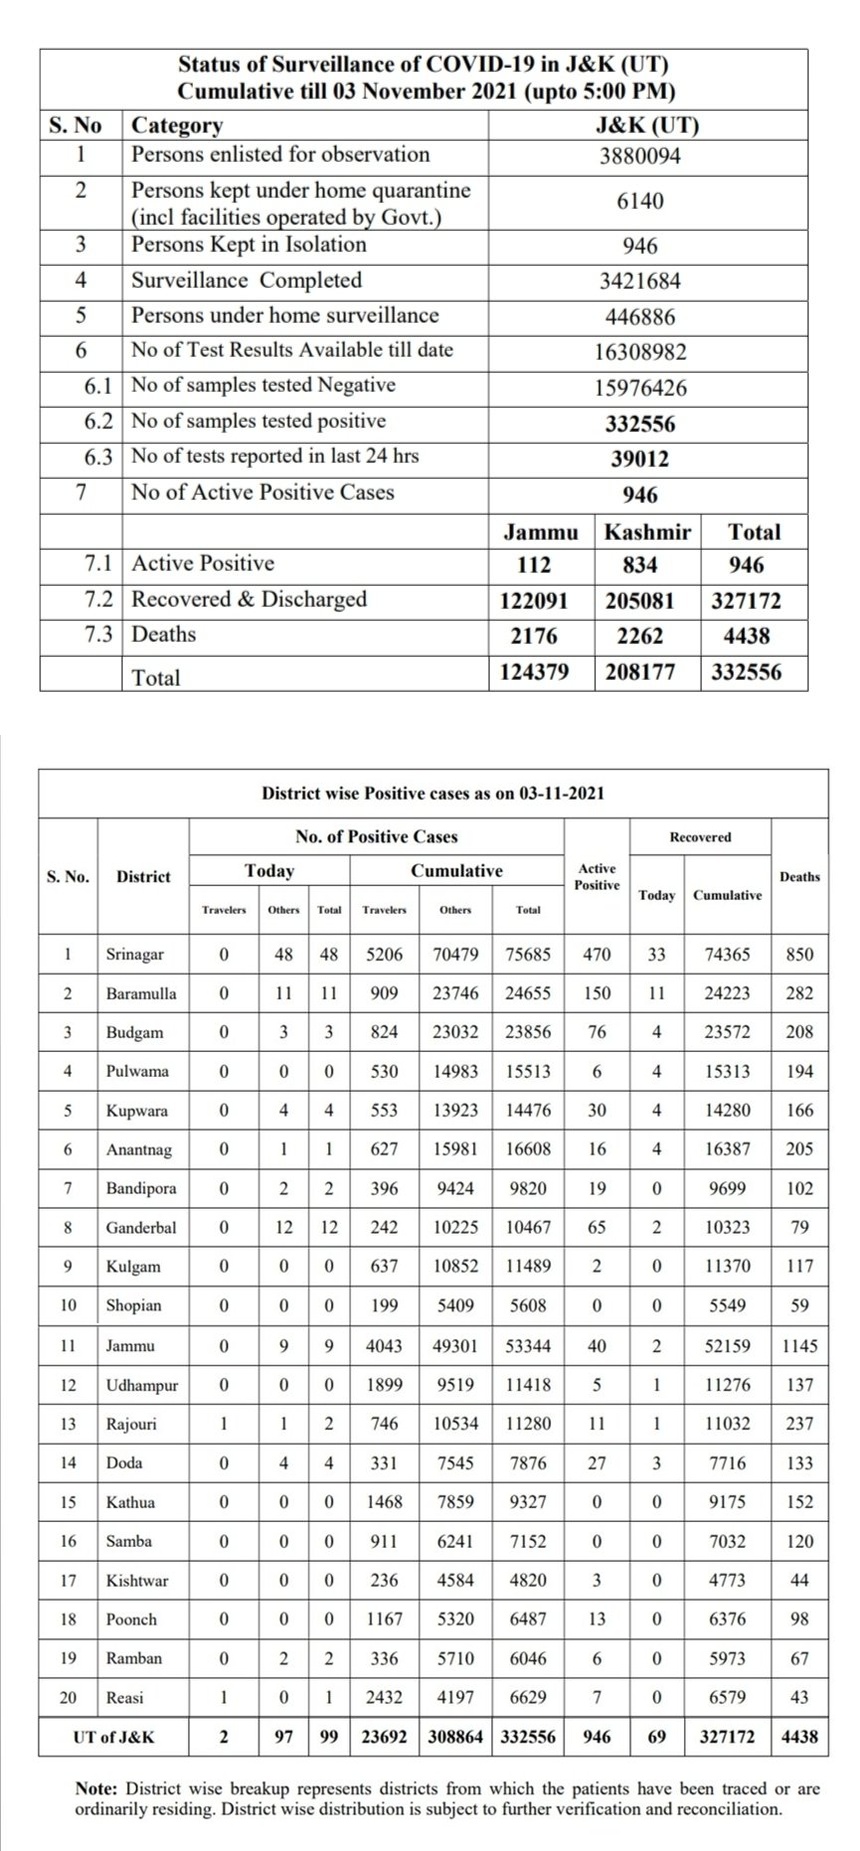 Status of Surveillance of COVID-19 in J&K (UT)
Cumulative till 03 November 2021 (upto 5:00 PM)
S. No Category J&K (UT)
1 Persons enlisted for observation 3880094
2 Persons kept under home quarantine
(incl facilities operated by Govt.) 6140
3 Persons Kept in Isolation 946
4 Surveillance Completed 3421684
5 Persons under home surveillance 446886
6 No of Test Results Available till date 16308982
6.1 No of samples tested Negative 15976426
6.2 No of samples tested positive 332556
6.3 No of tests reported in last 24 hrs 39012
7 No of Active Positive Cases 946
Jammu Kashmir Total
7.1 Active Positive 112 834 946
7.2 Recovered & Discharged 122091 205081 327172
7.3 Deaths 2176 2262 4438
Total 124379 208177 332556
District wise Positive cases as on 03-11-2021
S. No. District No. of Positive Cases Active Positive Recovered Deaths
Today Cumulative Today Cumulative
Travelers Others Total Travelers Others Total
1 Srinagar 0 48 48 5206 70479 75685 470 33 74365 850
2 Baramulla 0 11 11 909 23746 24655 150 11 24223 282
3 Budgam 0 3 3 824 23032 23856 76 4 23572 208
4 Pulwama 0 0 0 530 14983 15513 6 4 15313 194
5 Kupwara 0 4 4 553 13923 14476 30 4 14280 166
6 Anantnag 0 1 1 627 15981 16608 16 4 16387 205
7 Bandipora 0 2 2 396 9424 9820 19 0 9699 102
8 Ganderbal 0 12 12 242 10225 10467 65 2 10323 79
9 Kulgam 0 0 0 637 10852 11489 2 0 11370 117
10 Shopian 0 0 0 199 5409 5608 0 0 5549 59
11 Jammu 0 9 9 4043 49301 53344 40 2 52159 1145
12 Udhampur 0 0 0 1899 9519 11418 5 1 11276 137
13 Rajouri 1 1 2 746 10534 11280 11 1 11032 237
14 Doda 0 4 4 331 7545 7876 27 3 7716 133
15 Kathua 0 0 0 1468 7859 9327 0 0 9175 152
16 Samba 0 0 0 911 6241 7152 0 0 7032 120
17 Kishtwar 0 0 0 236 4584 4820 3 0 4773 44
18 Poonch 0 0 0 1167 5320 6487 13 0 6376 98
19 Ramban 0 2 2 336 5710 6046 6 0 5973 67
20 Reasi 1 0 1 2432 4197 6629 7 0 6579 43
UT of J&K 2 97 99 23692 308864 332556 946 69 327172 4438
Note: District wise breakup represents districts from which the patients have been traced or are
ordinarily residing. District wise distribution is subject to further verification and reconciliation.